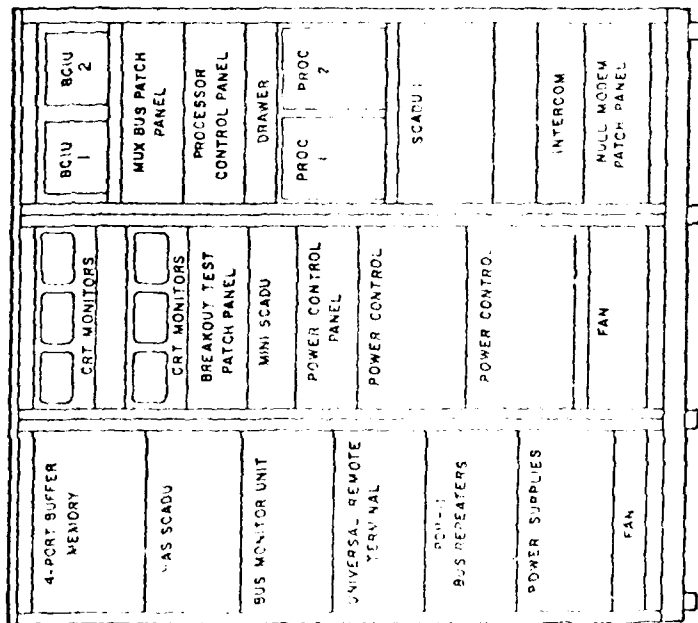 4-PORT BUFFER
MEMORY
SCADU
BUS MONITOR UNIT
UNIVERSAL REMOTE
TERMINAL
BUS REPEATERS
POWER SUPPLIES
FAN
CRT MONITORS
CRT MONITORS
BREAKOUT TEST
PATCH PANEL
MINI SCADU
POWER CONTROL
PANEL
POWER CONTROL
POWER CONTROL
FAN
BCIU
1
BCIU
2
MUX BUS PATCH
PANEL
PROCESSOR
CONTROL PANEL
DRAWER
PROC
1
PROC
2
SCADU
INTERCOM
NULL MODEM
PATCH PANEL